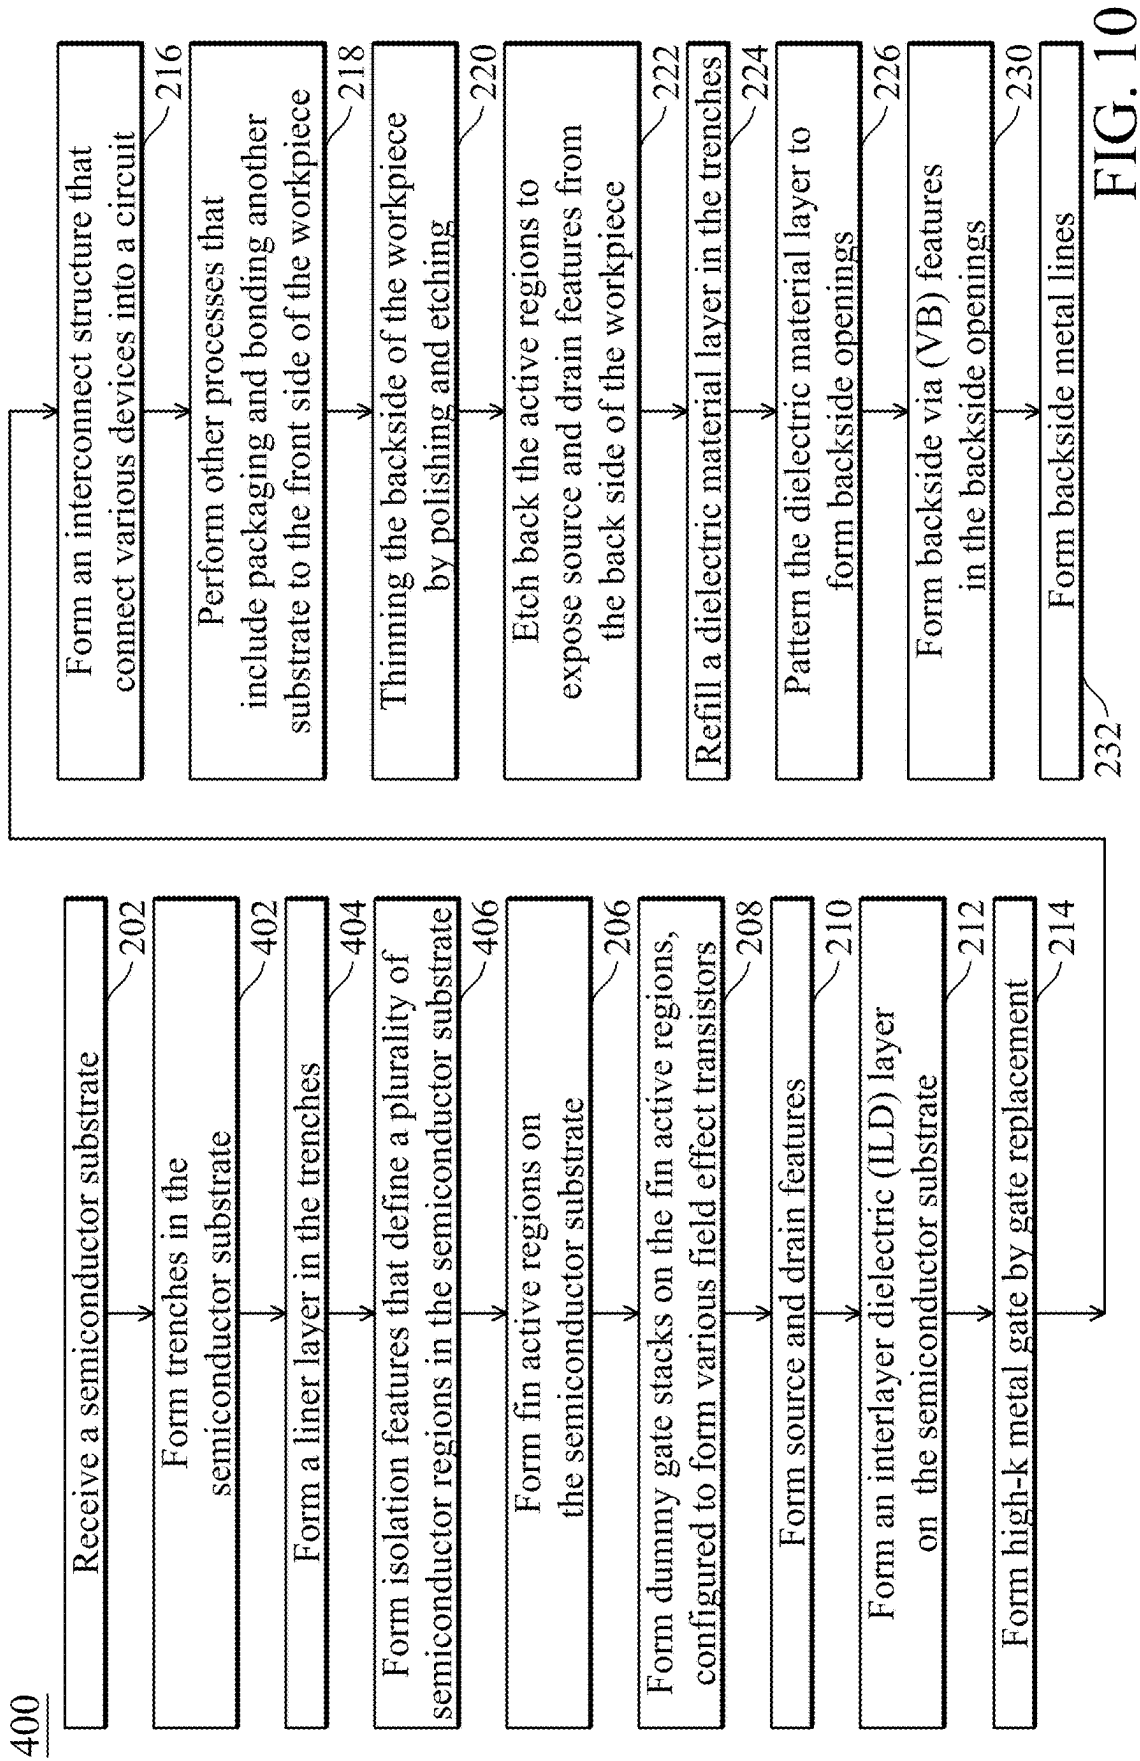 400
Receive a semiconductor substrate
202
Form trenches in the
semiconductor substrate
402
Form a liner layer in the trenches
404
Form isolation features that define a plurality of
semiconductor regions in the semiconductor substrate
406
Form fin active regions on
the semiconductor substrate
206
Form dummy gate stacks on the fin active regions,
configured to form various field effect transistors
208
Form source and drain features
210
Form an interlayer dielectric (ILD) layer
on the semiconductor substrate
212
Form high-k metal gate by gate replacement
214
Form an interconnect structure that
connect various devices into a circuit
216
Perform other processes that
include packaging and bonding another
substrate to the front side of the workpiece
218
Thinning the backside of the workpiece
by polishing and etching
220
Etch back the active regions to
expose source and drain features from
the back side of the workpiece
222
Refill a dielectric material layer in the trenches
224
Pattern the dielectric material layer to
form backside openings
226
Form backside via (VB) features
in the backside openings
230
Form backside metal lines
232
FIG. 10